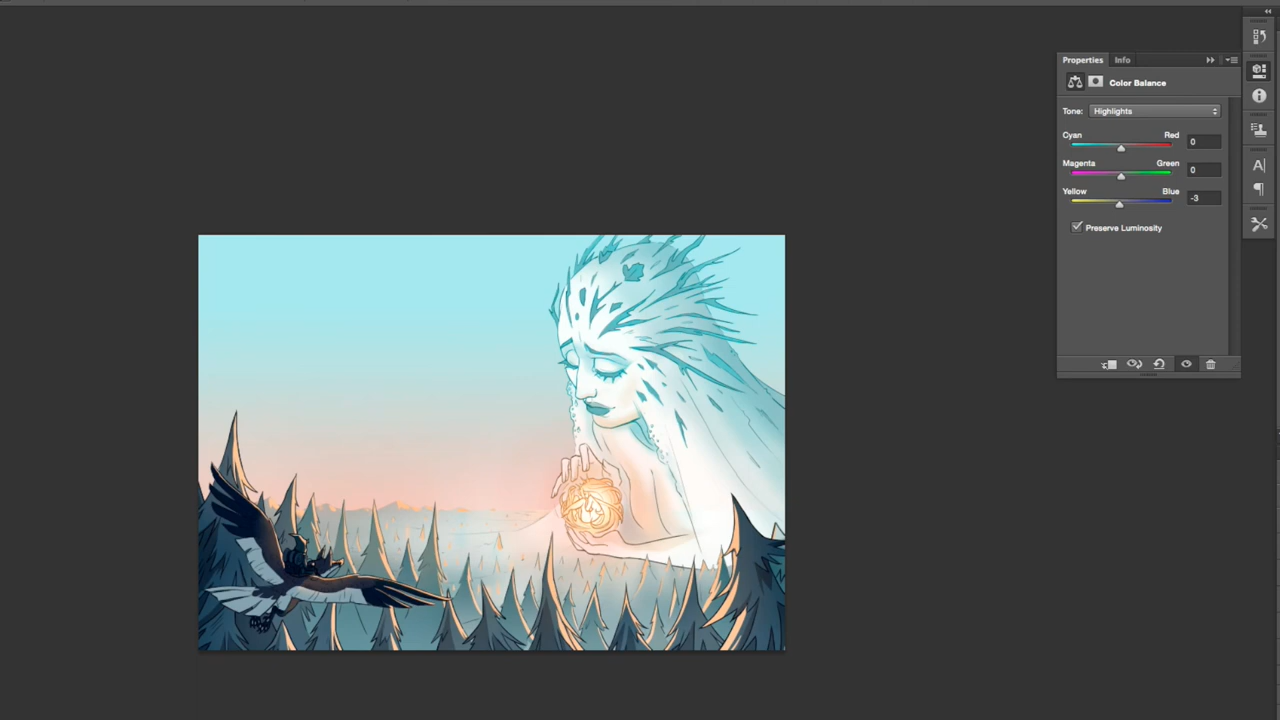 Properties Info
Color Balance
Tone: Highlights
Cyan Red 0
Magenta Green 0
Yellow Blue -3
Preserve Luminosity